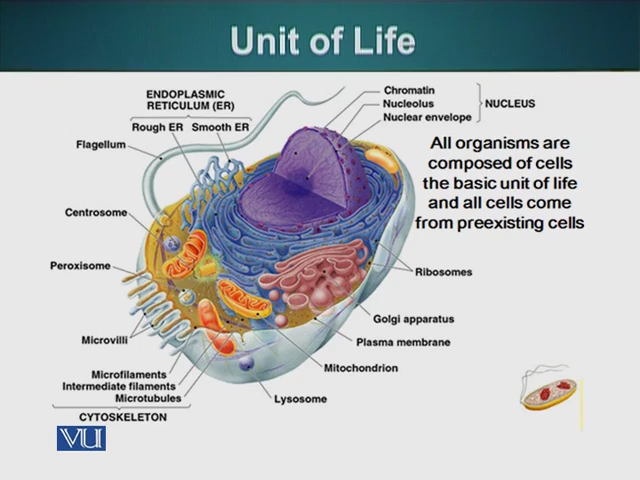 Unit of Life
ENDOPLASMIC
RETICULUM (ER)
Rough ER
Smooth ER
Flagellum
Chromatin
Nucleolus
Nuclear envelope
NUCLEUS
All organisms are
composed of cells
the basic unit of life
and all cells come
from preexisting cells
Centrosome
Peroxisome
Microvilli
Ribosomes
Golgi apparatus
Plasma membrane
Mitochondrion
Lysosome
Microfilaments
Intermediate filaments
Microtubules
CYTOSKELETON
VU